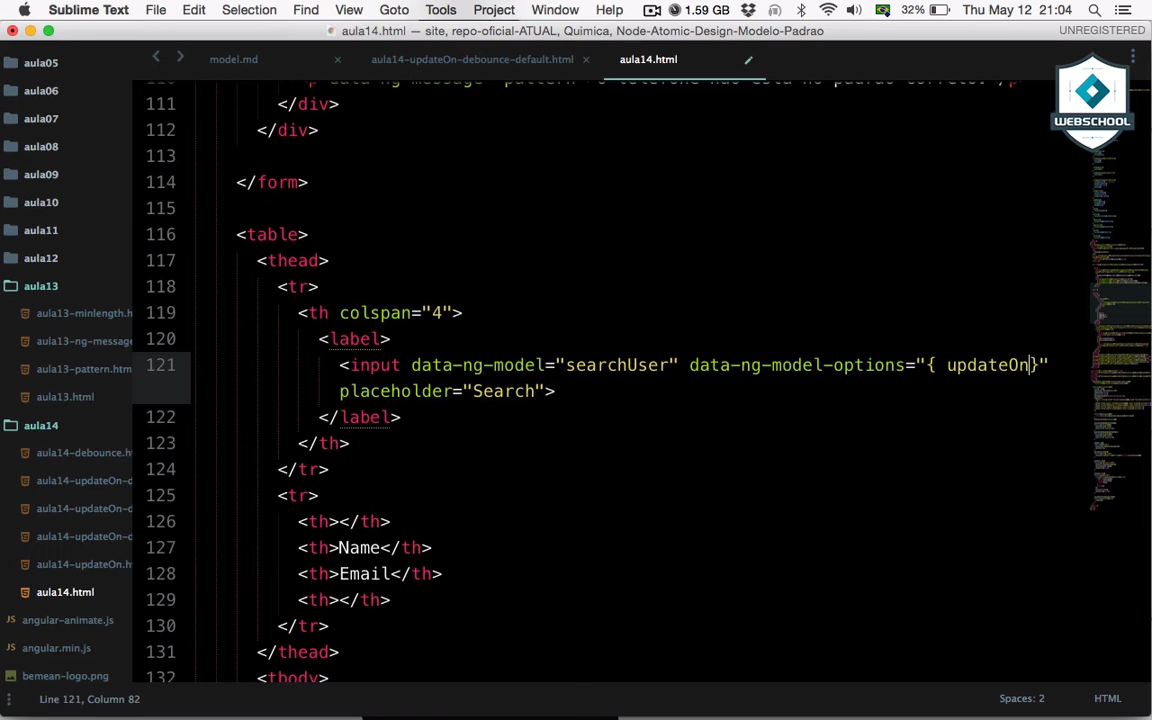 Sublime Text File Edit Selection Find View Goto Tools Project Window Help 1.59 GB 32% Thu May 12 21:04
aula14.html — site, repo-oficial-ATUAL, Quimica, Node-Atomic-Design-Modelo-Padrao UNREGISTERED
model.md × aula14-updateOn-debounce-default.html × aula14.html
WEBSCHOOL
aula05
aula06
aula07
aula08
aula09
aula10
aula11
aula12
aula13
aula13-minlength.h
aula13-ng-message
aula13-pattern.htm
aula13.html
aula14
aula14-debounce.ht
aula14-updateOn-d
aula14-updateOn-d
aula14-updateOn-d
aula14-updateOn.h
aula14.html
angular-animate.js
angular.min.js
bemean-logo.png
111 </div>
112 </div>
113
114 </form>
115
116 <table>
117 <thead>
118 <tr>
119 <th colspan="4">
120 <label>
121 <input data-ng-model="searchUser" data-ng-model-options="{ updateOn}"
placeholder="Search">
122 </label>
123 </th>
124 </tr>
125 <tr>
126 <th></th>
127 <th>Name</th>
128 <th>Email</th>
129 <th></th>
130 </tr>
131 </thead>
132 <tbody>
Line 121, Column 82 Spaces: 2 HTML